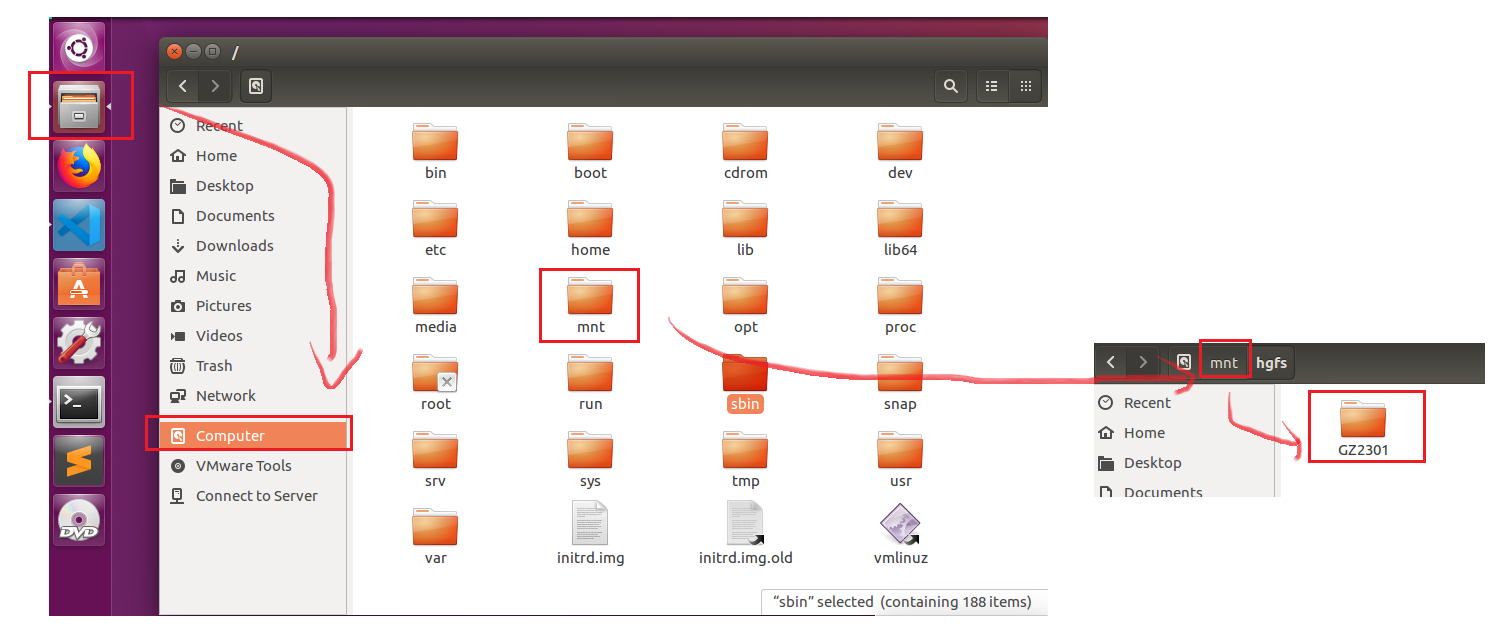 /
Recent
Home
Desktop
Documents
Downloads
Music
Pictures
Videos
Trash
Network
Computer
VMware Tools
Connect to Server
bin boot cdrom dev
etc home lib lib64
media mnt opt proc
root run sbin snap
srv sys tmp usr
var initrd.img initrd.img.old vmlinuz
"sbin" selected (containing 188 items)
DVD
mnt hgfs
Recent
Home
Desktop
Documents
GZ2301